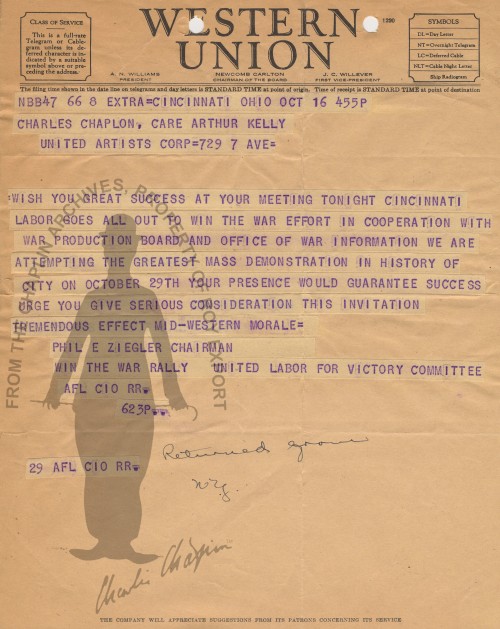 WESTERN UNION
1290
CLASS OF SERVICE
This is a full-rate
Telegram or Cable-
gram unless its de-
ferred character is
indicated by a
suitable symbol
above or pre-
ceding the address.
A. N. WILLIAMS
PRESIDENT
NEWCOMB CARLTON
CHAIRMAN OF THE BOARD
J. C. WILLEVER
FIRST VICE-PRESIDENT
SYMBOLS
DL=Day Letter
NT=Overnight Telegram
LC=Deferred Cable
NLT=Cable Night Letter
Ship Radiogram
The filing time shown in the date line on telegrams and day letters is STANDARD TIME at point of origin. Time of receipt is STANDARD TIME at point of destination
NBB47 66 8 EXTRA=CINCINNATI OHIO OCT 16 455P
CHARLES CHAPLON, CARE ARTHUR KELLY
UNITED ARTISTS CORP=729 7 AVE=
WISH YOU GREAT SUCCESS AT YOUR MEETING TONIGHT CINCINNATI
LABOR GOES ALL OUT TO WIN THE WAR EFFORT IN COOPERATION WITH
WAR PRODUCTION BOARD AND OFFICE OF WAR INFORMATION WE ARE
ATTEMPTING THE GREATEST MASS DEMONSTRATION IN HISTORY OF
CITY ON OCTOBER 29TH YOUR PRESENCE WOULD GUARANTEE SUCCESS
URGE YOU GIVE SERIOUS CONSIDERATION THIS INVITATION
TREMENDOUS EFFECT MID-WESTERN MORALE=
PHIL E ZIEGLER CHAIRMAN
WIN THE WAR RALLY UNITED LABOR FOR VICTORY COMMITTEE
AFL CIO RR.
623P..
29 AFL CIO RR.
Returned from
N.Y.
FROM THE CHAPLIN ARCHIVES, PROPERTY OF ROY EXPORT
Charlie Chaplin
THE COMPANY WILL APPRECIATE SUGGESTIONS FROM ITS PATRONS CONCERNING ITS SERVICE